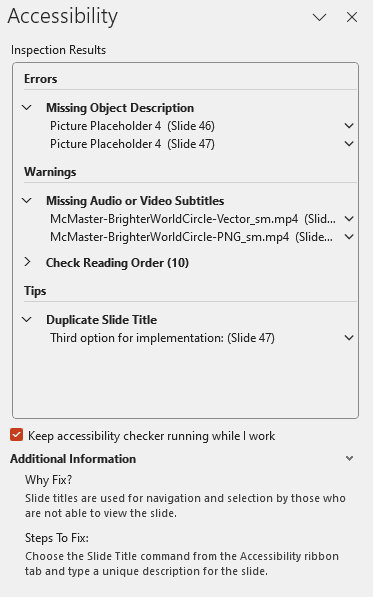 Accessibility
Inspection Results
Errors
Missing Object Description
Picture Placeholder 4 (Slide 46)
Picture Placeholder 4 (Slide 47)
Warnings
Missing Audio or Video Subtitles
McMaster-BrighterWorldCircle-Vector_sm.mp4 (Slid...
McMaster-BrighterWorldCircle-PNG_sm.mp4 (Slide...
Check Reading Order (10)
Tips
Duplicate Slide Title
Third option for implementation: (Slide 47)
Keep accessibility checker running while I work
Additional Information
Why Fix?
Slide titles are used for navigation and selection by those who
are not able to view the slide.
Steps To Fix:
Choose the Slide Title command from the Accessibility ribbon
tab and type a unique description for the slide.